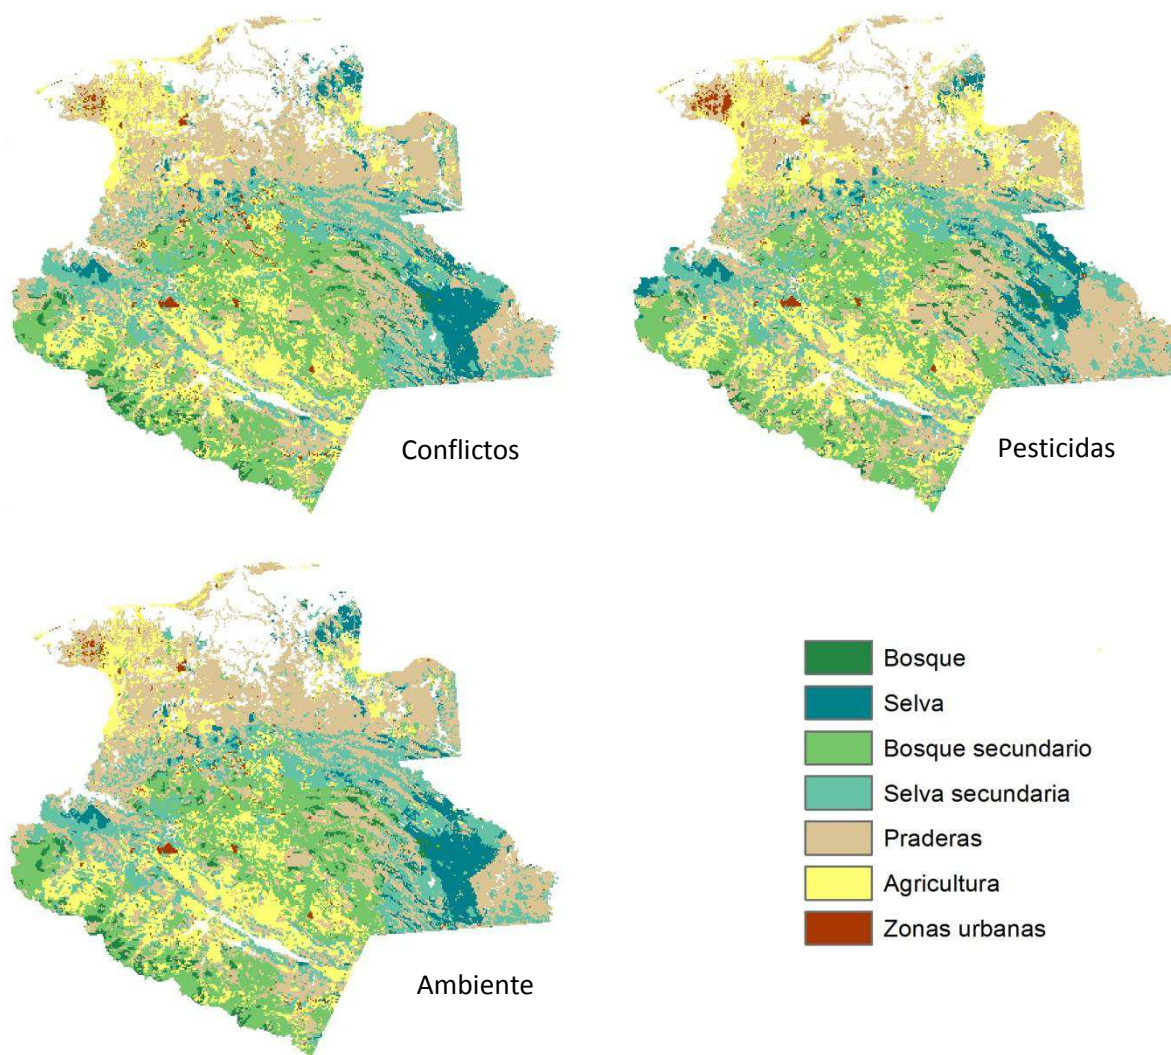 Conflictos
Pesticidas
Ambiente
Bosque
Selva
Bosque secundario
Selva secundaria
Praderas
Agricultura
Zonas urbanas